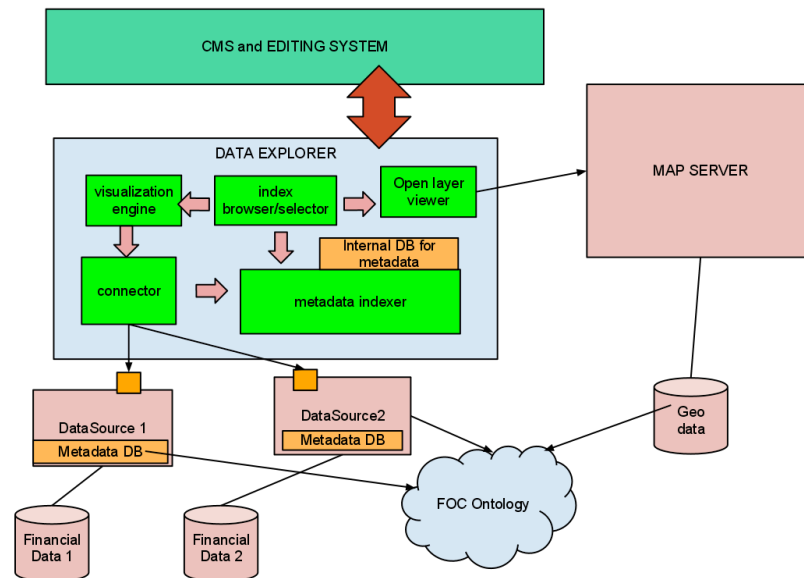 CMS and EDITING SYSTEM
DATA EXPLORER
visualization
engine
index
browser/selector
Open layer
viewer
MAP SERVER
Internal DB for
metadata
connector
metadata indexer
DataSource 1
Metadata DB
DataSource2
Metadata DB
Geo
data
FOC Ontology
Financial
Data 1
Financial
Data 2